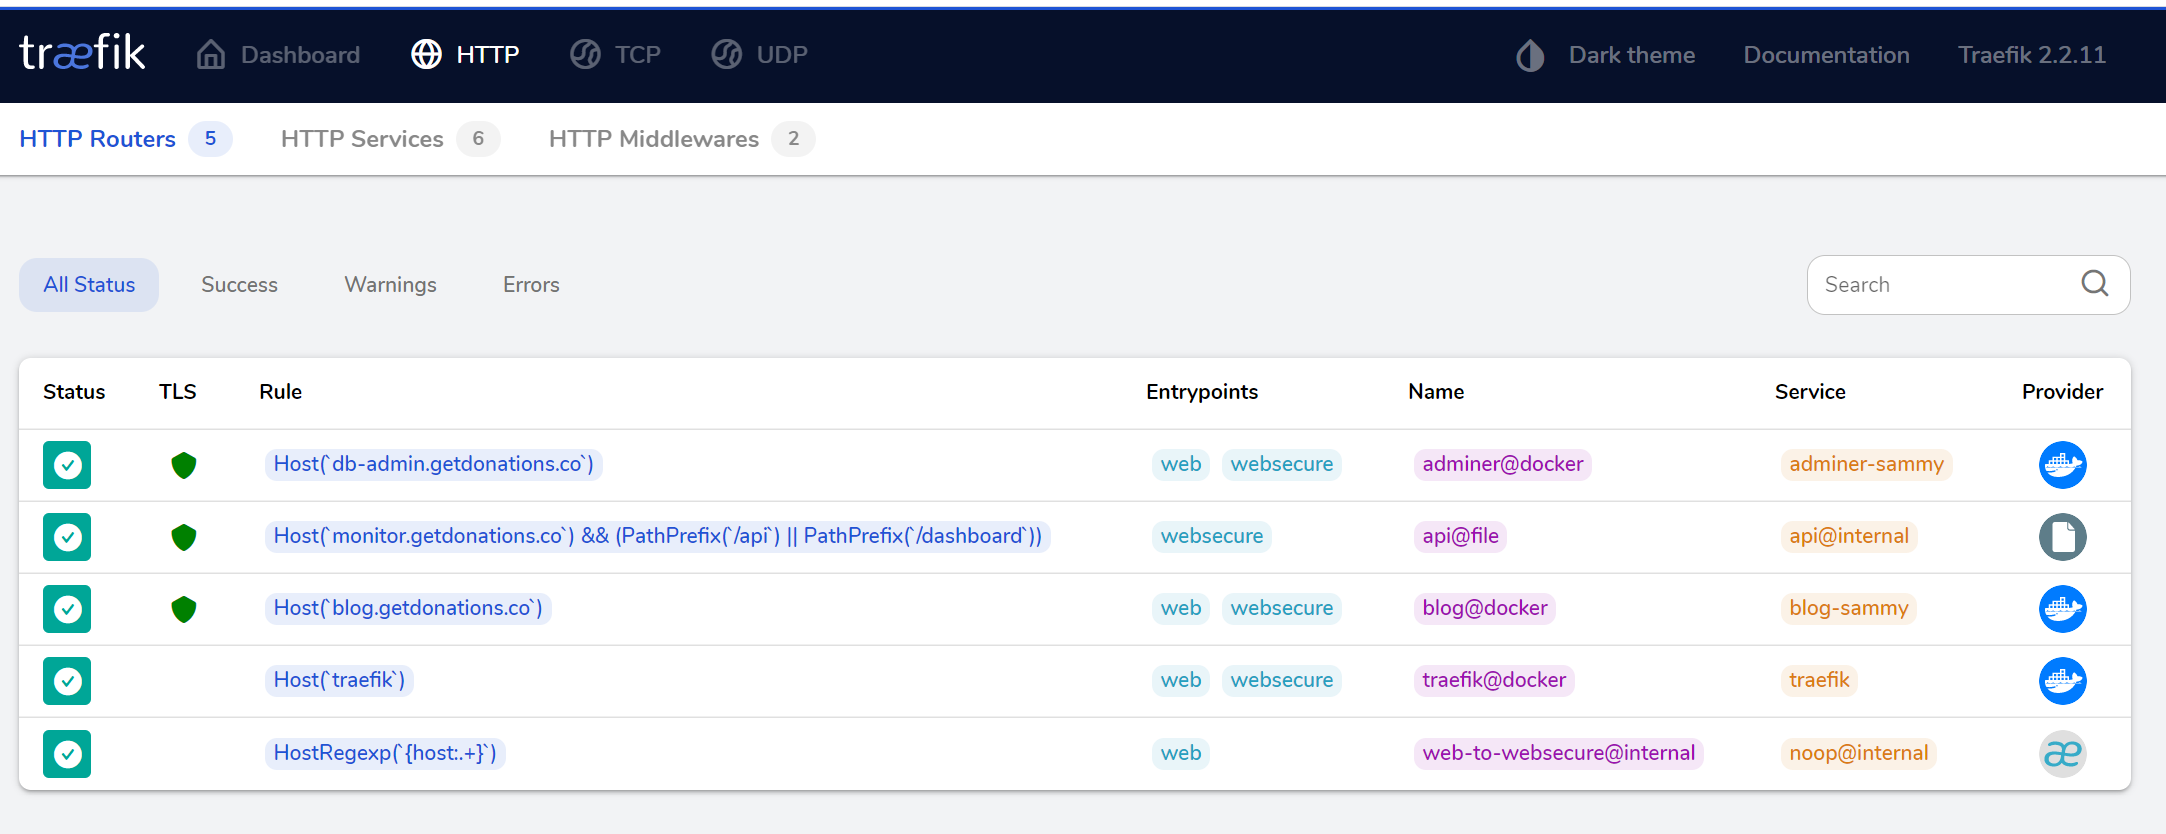 træfik Dashboard HTTP TCP UDP Dark theme Documentation Traefik 2.2.11
HTTP Routers 5 HTTP Services 6 HTTP Middlewares 2
All Status Success Warnings Errors Search
Status TLS Rule Entrypoints Name Service Provider
Host(`db-admin.getdonations.co`) web websecure adminer@docker adminer-sammy
Host(`monitor.getdonations.co`) && (PathPrefix(`/api`) || PathPrefix(`/dashboard`)) websecure api@file api@internal
Host(`blog.getdonations.co`) web websecure blog@docker blog-sammy
Host(`traefik`) web websecure traefik@docker traefik
HostRegexp(`{host:.+}`) web web-to-websecure@internal noop@internal æ